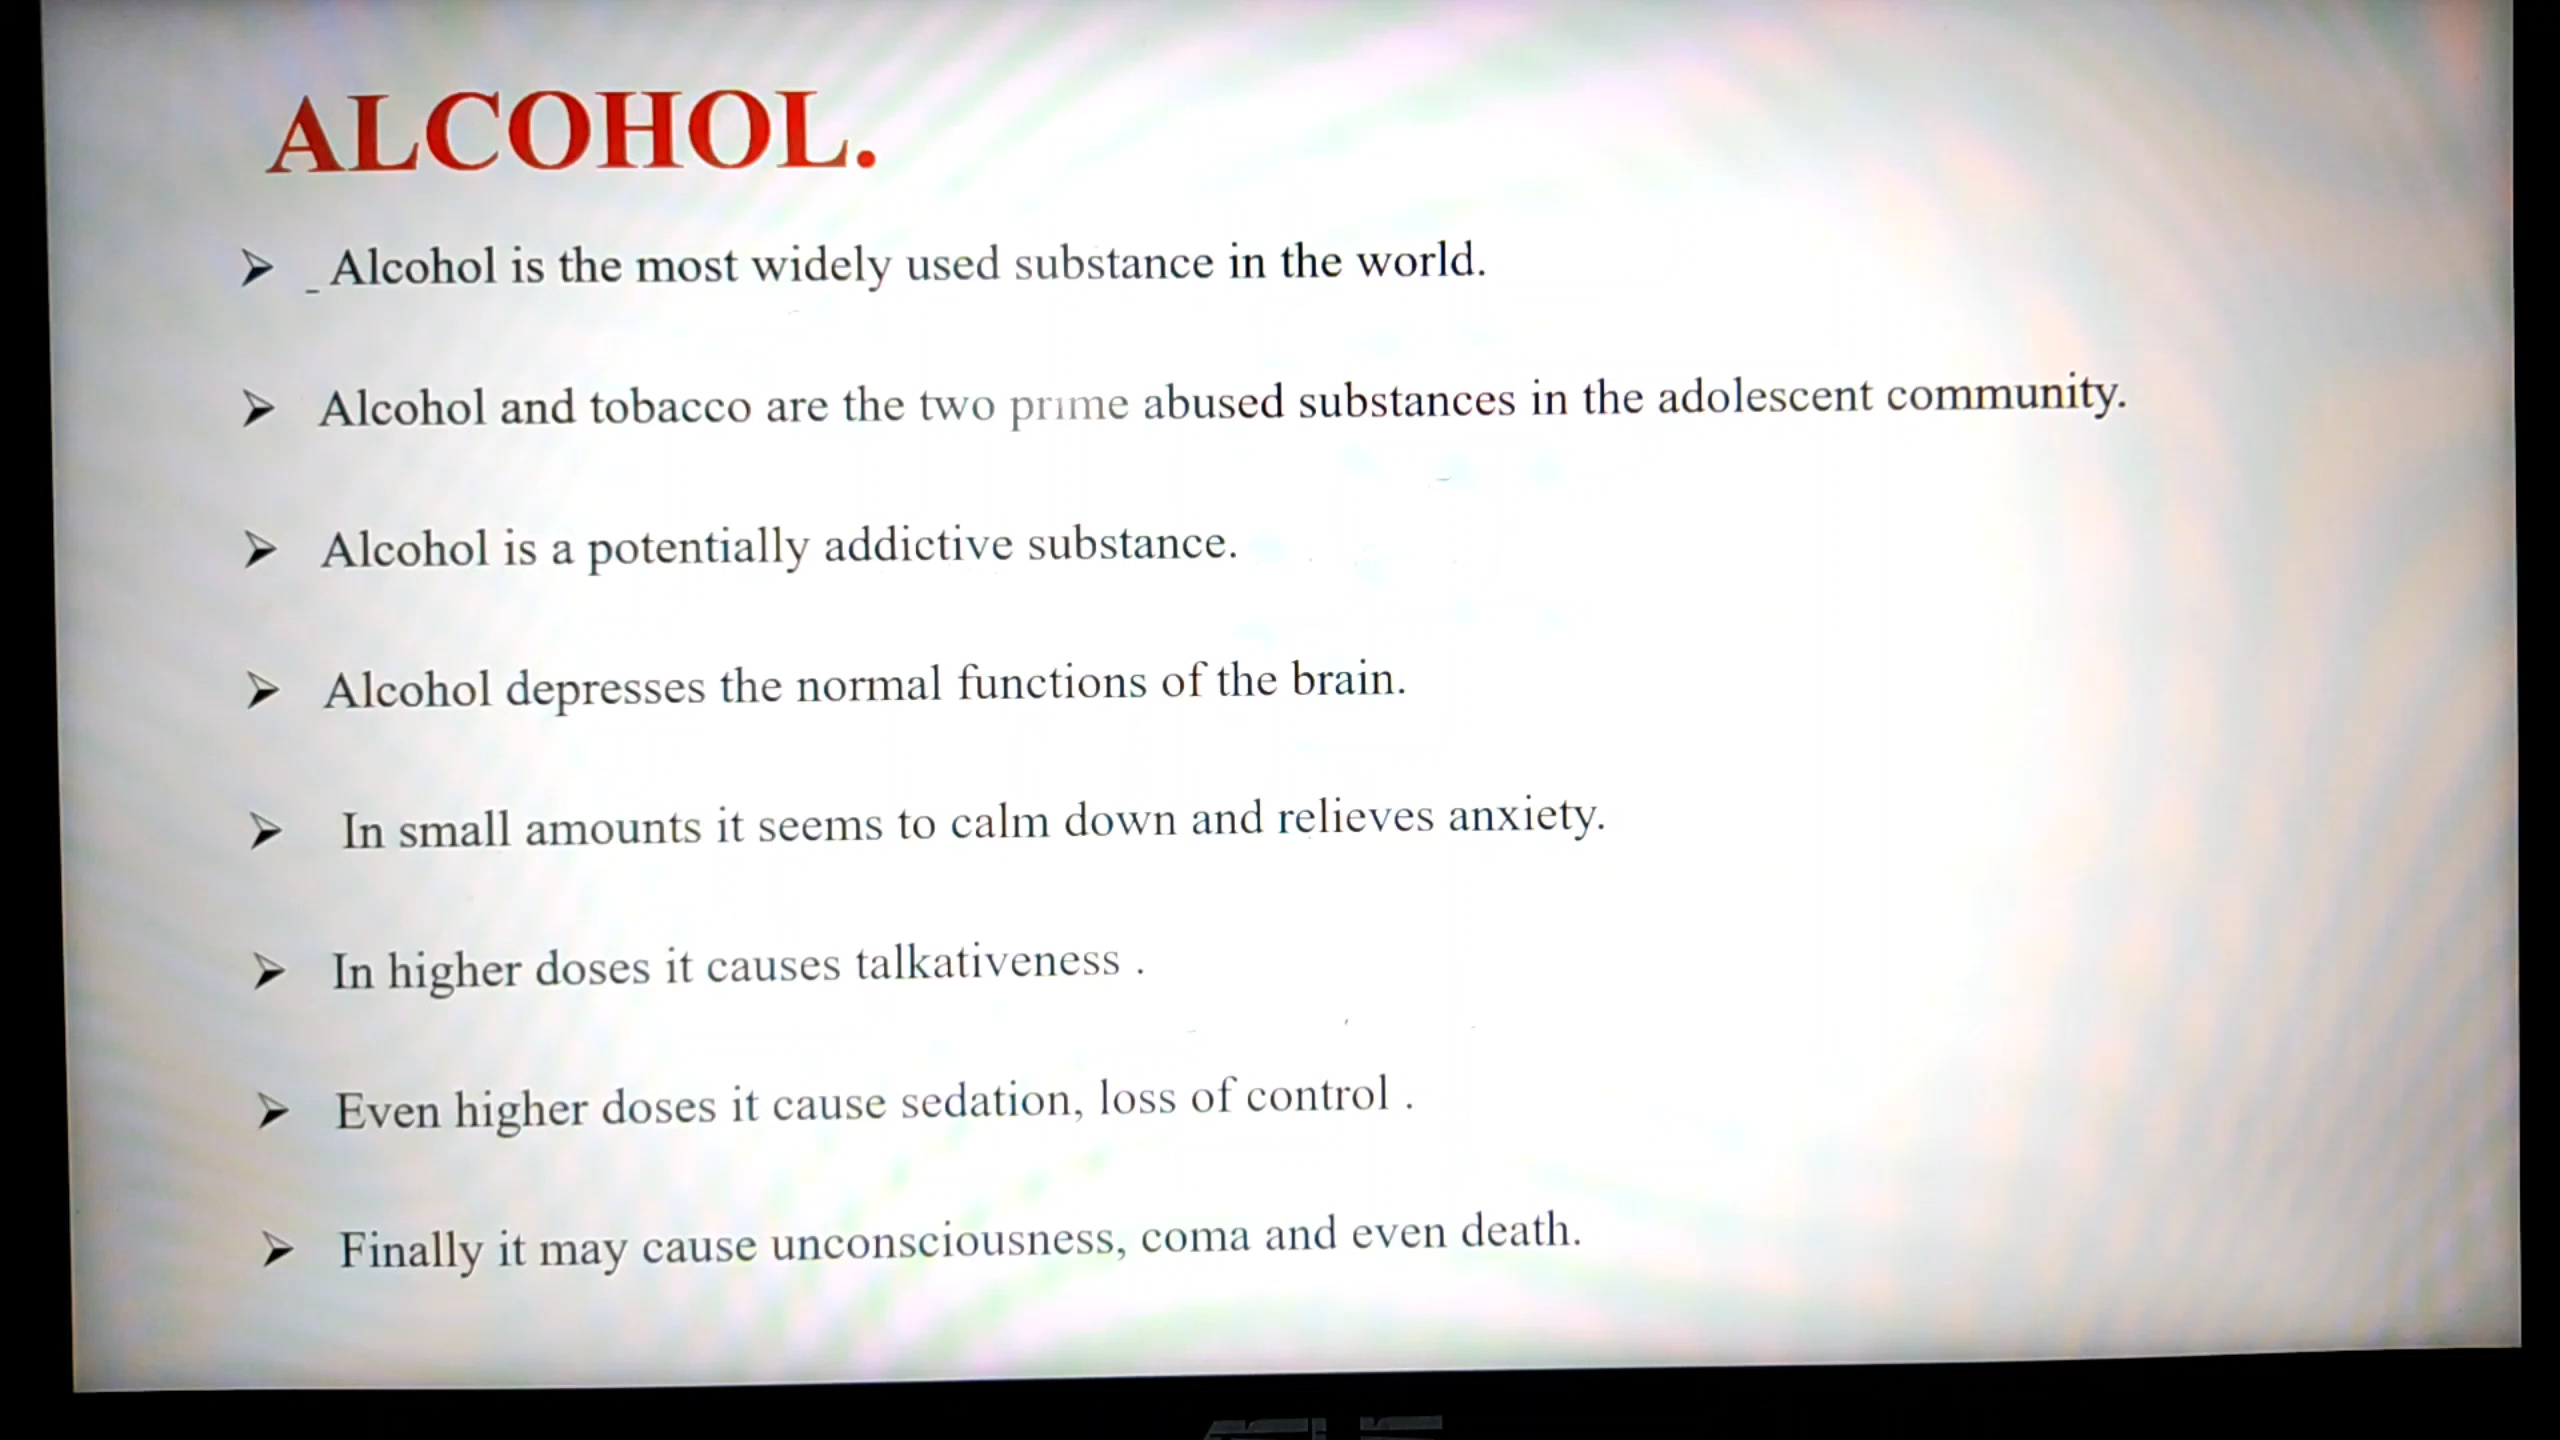 ALCOHOL.
➢ _ Alcohol is the most widely used substance in the world.
➢ Alcohol and tobacco are the two prime abused substances in the adolescent community.
➢ Alcohol is a potentially addictive substance.
➢ Alcohol depresses the normal functions of the brain.
➢ In small amounts it seems to calm down and relieves anxiety.
➢ In higher doses it causes talkativeness .
➢ Even higher doses it cause sedation, loss of control .
➢ Finally it may cause unconsciousness, coma and even death.